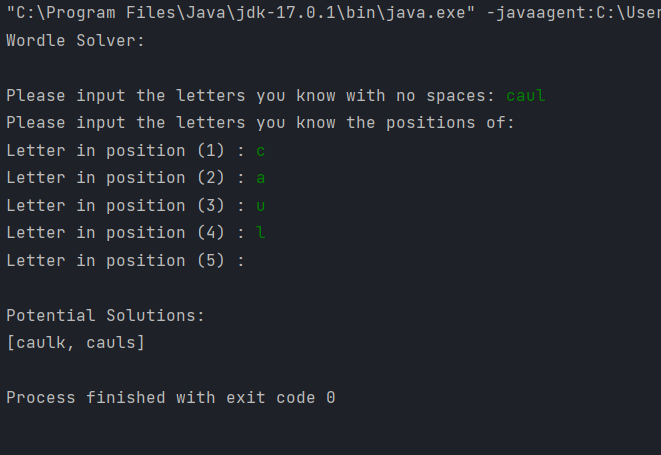 "C:\Program Files\Java\jdk-17.0.1\bin\java.exe" -javaagent:C:\User
Wordle Solver:
Please input the letters you know with no spaces: caul
Please input the letters you know the positions of:
Letter in position (1) : c
Letter in position (2) : a
Letter in position (3) : u
Letter in position (4) : l
Letter in position (5) :
Potential Solutions:
[caulk, cauls]
Process finished with exit code 0